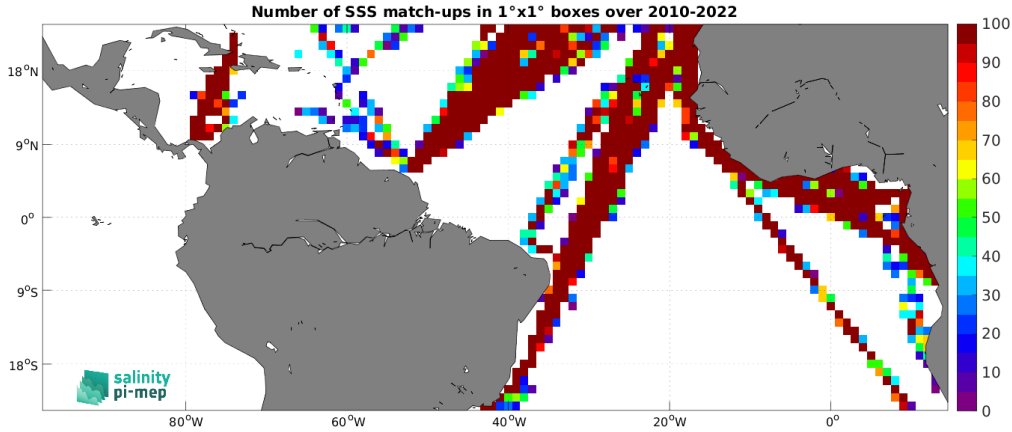 Number of SSS match-ups in 1°x1° boxes over 2010-2022
100
90
80
70
60
50
40
30
20
10
0
18°N
9°N
0°
9°S
18°S
80°W
60°W
40°W
20°W
0°
salinity
pi-mep